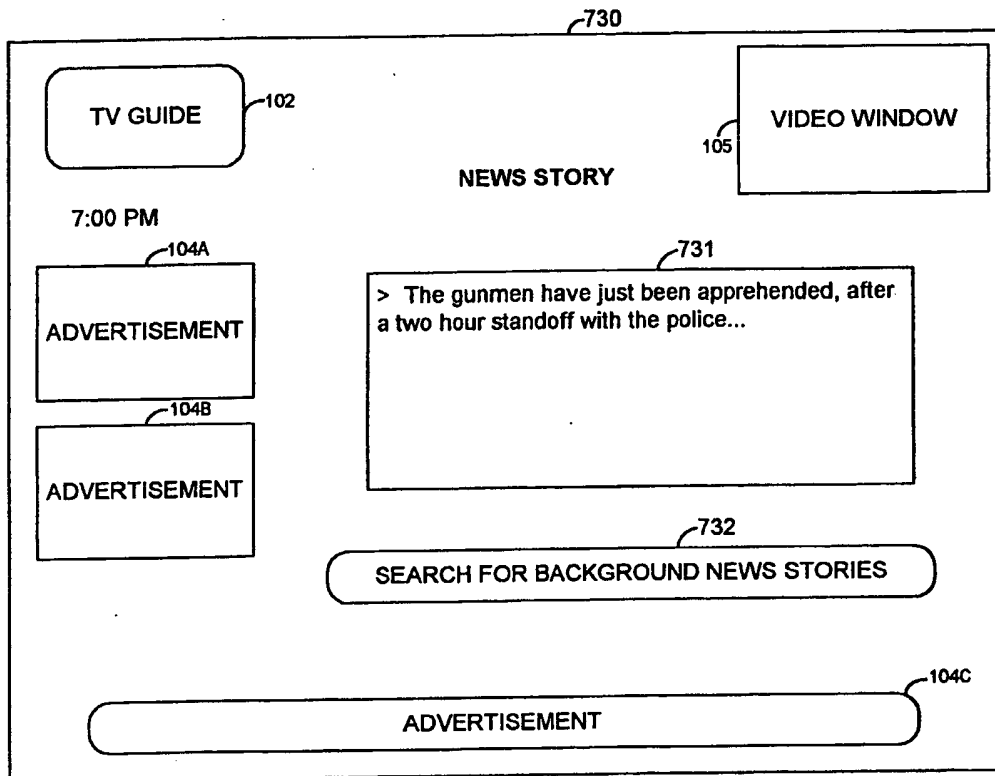 730
TV GUIDE
102
VIDEO WINDOW
105
NEWS STORY
7:00 PM
104A
ADVERTISEMENT
731
> The gunmen have just been apprehended, after
a two hour standoff with the police...
104B
ADVERTISEMENT
732
SEARCH FOR BACKGROUND NEWS STORIES
104C
ADVERTISEMENT